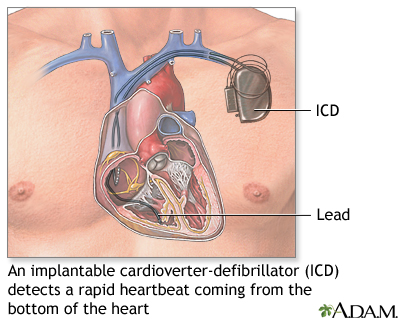 ICD
Lead
An implantable cardioverter-defibrillator (ICD)
detects a rapid heartbeat coming from the
bottom of the heart
A.D.A.M.